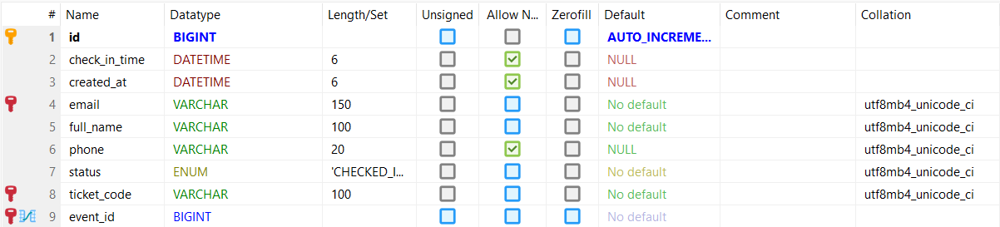 # Name Datatype Length/Set Unsigned Allow N... Zerofill Default Comment Collation
1 id BIGINT AUTO_INCREME...
2 check_in_time DATETIME 6 NULL
3 created_at DATETIME 6 NULL
4 email VARCHAR 150 No default utf8mb4_unicode_ci
5 full_name VARCHAR 100 No default utf8mb4_unicode_ci
6 phone VARCHAR 20 NULL utf8mb4_unicode_ci
7 status ENUM 'CHECKED_I... No default utf8mb4_unicode_ci
8 ticket_code VARCHAR 100 No default utf8mb4_unicode_ci
9 event_id BIGINT No default